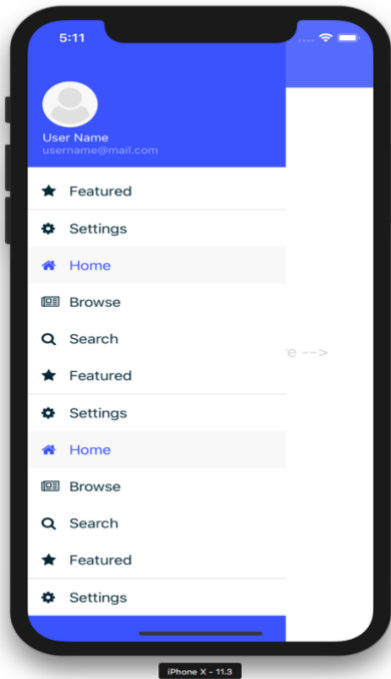 5:11
User Name
username@mail.com
Featured
Settings
Home
Browse
Search
Featured
Settings
Home
Browse
Search
Featured
Settings
e -->
iPhone X - 11.3